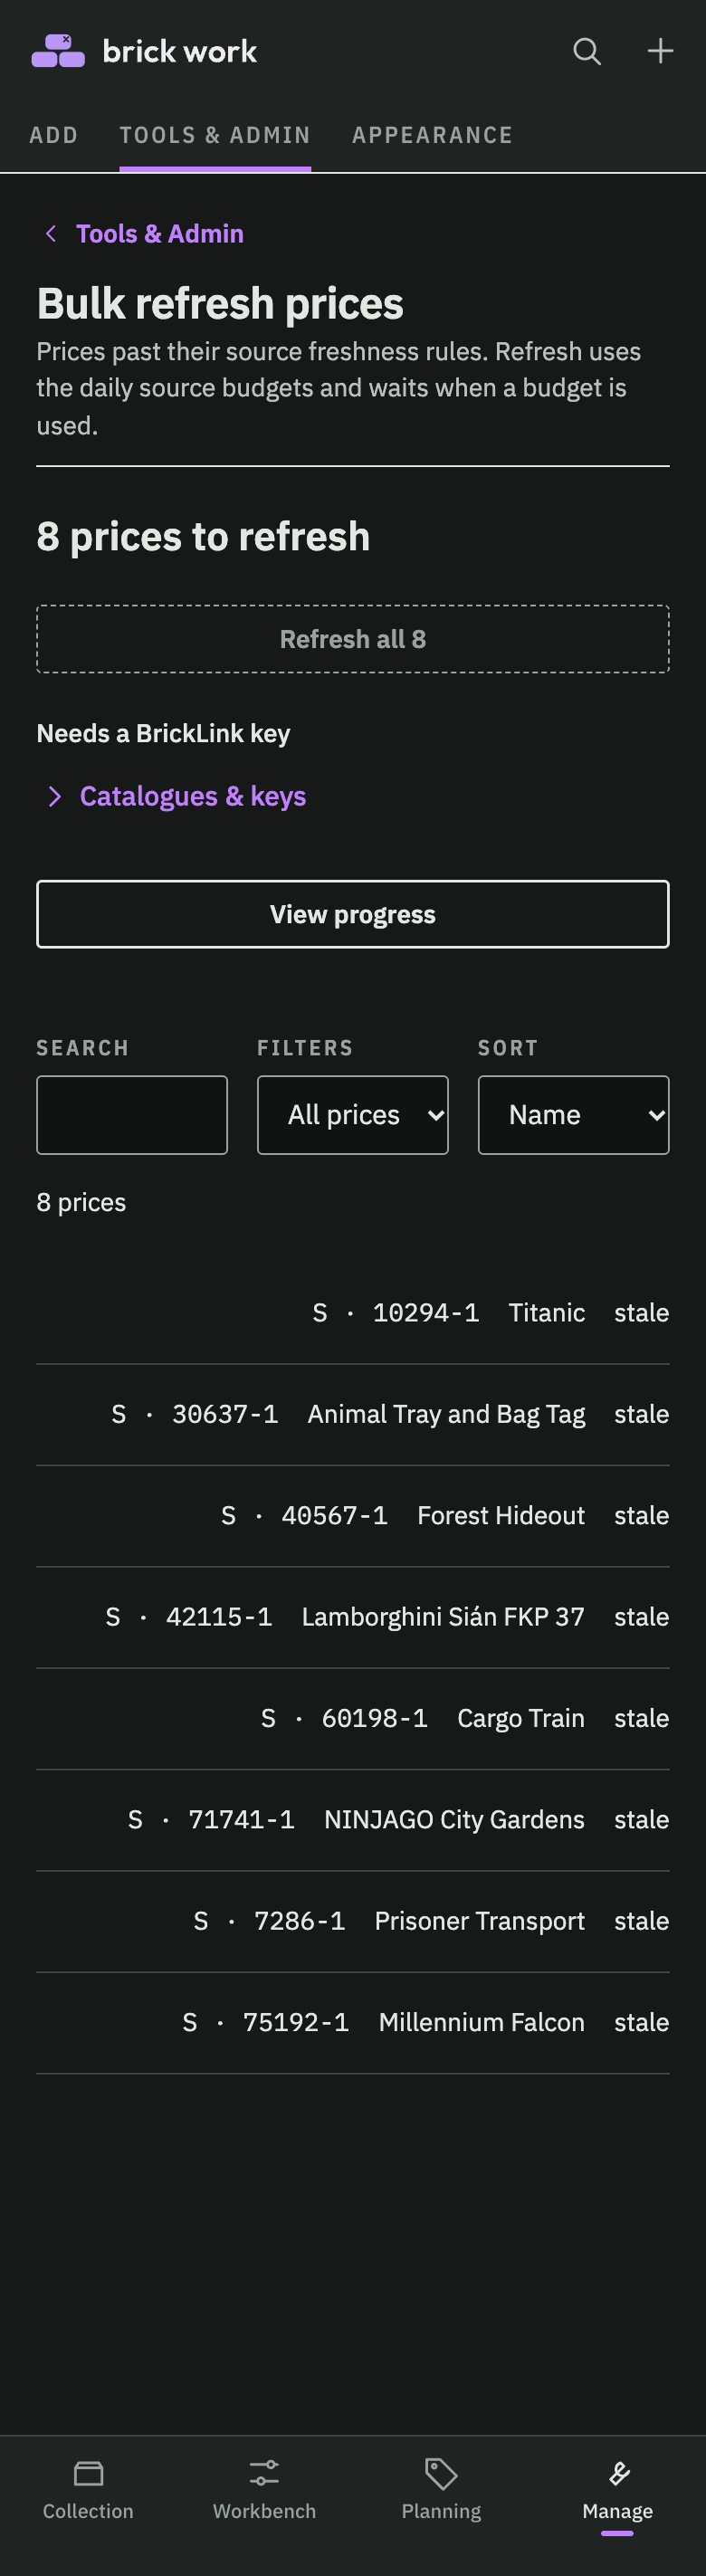 brick work
ADD TOOLS & ADMIN APPEARANCE
Tools & Admin
Bulk refresh prices
Prices past their source freshness rules. Refresh uses
the daily source budgets and waits when a budget is
used.
8 prices to refresh
Refresh all 8
Needs a BrickLink key
Catalogues & keys
View progress
SEARCH FILTERS SORT
All prices Name
8 prices
S · 10294-1 Titanic stale
S · 30637-1 Animal Tray and Bag Tag stale
S · 40567-1 Forest Hideout stale
S · 42115-1 Lamborghini Sián FKP 37 stale
S · 60198-1 Cargo Train stale
S · 71741-1 NINJAGO City Gardens stale
S · 7286-1 Prisoner Transport stale
S · 75192-1 Millennium Falcon stale
Collection Workbench Planning Manage